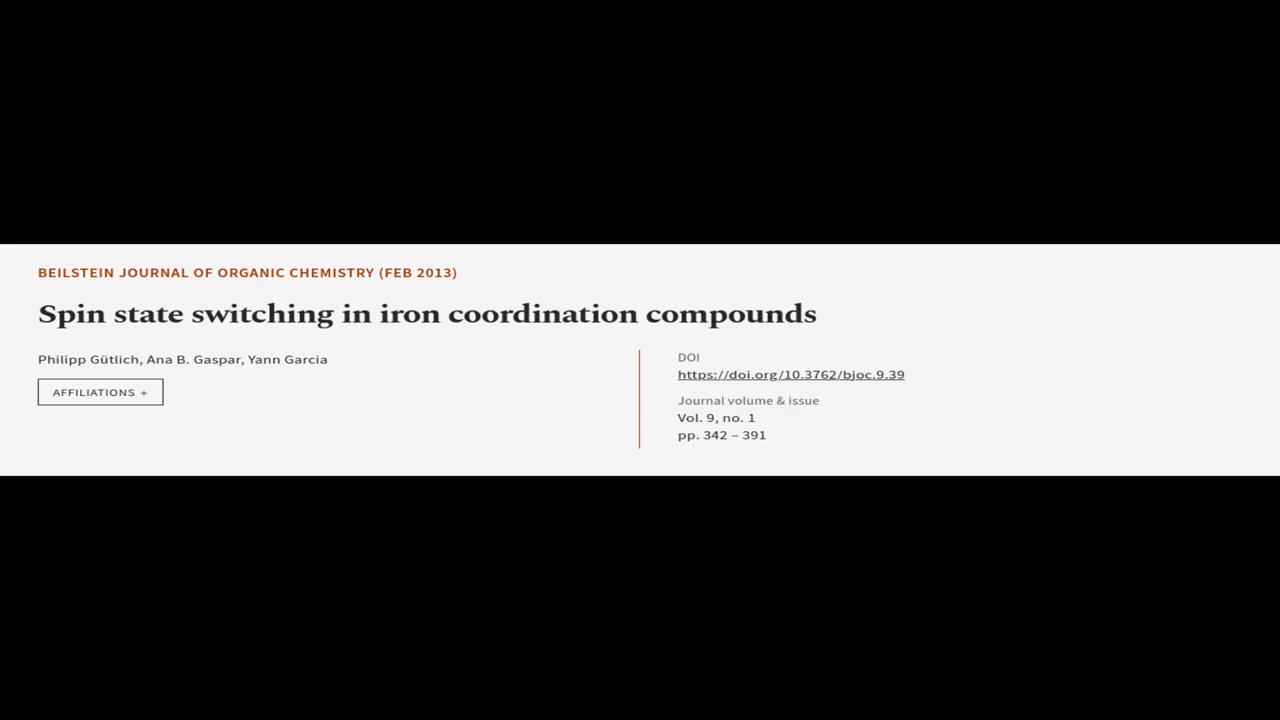 BEILSTEIN JOURNAL OF ORGANIC CHEMISTRY (FEB 2013)
Spin state switching in iron coordination compounds
Philipp Gütlich, Ana B. Gaspar, Yann Garcia
AFFILIATIONS +
DOI
https://doi.org/10.3762/bjoc.9.39
Journal volume & issue
Vol. 9, no. 1
pp. 342 – 391